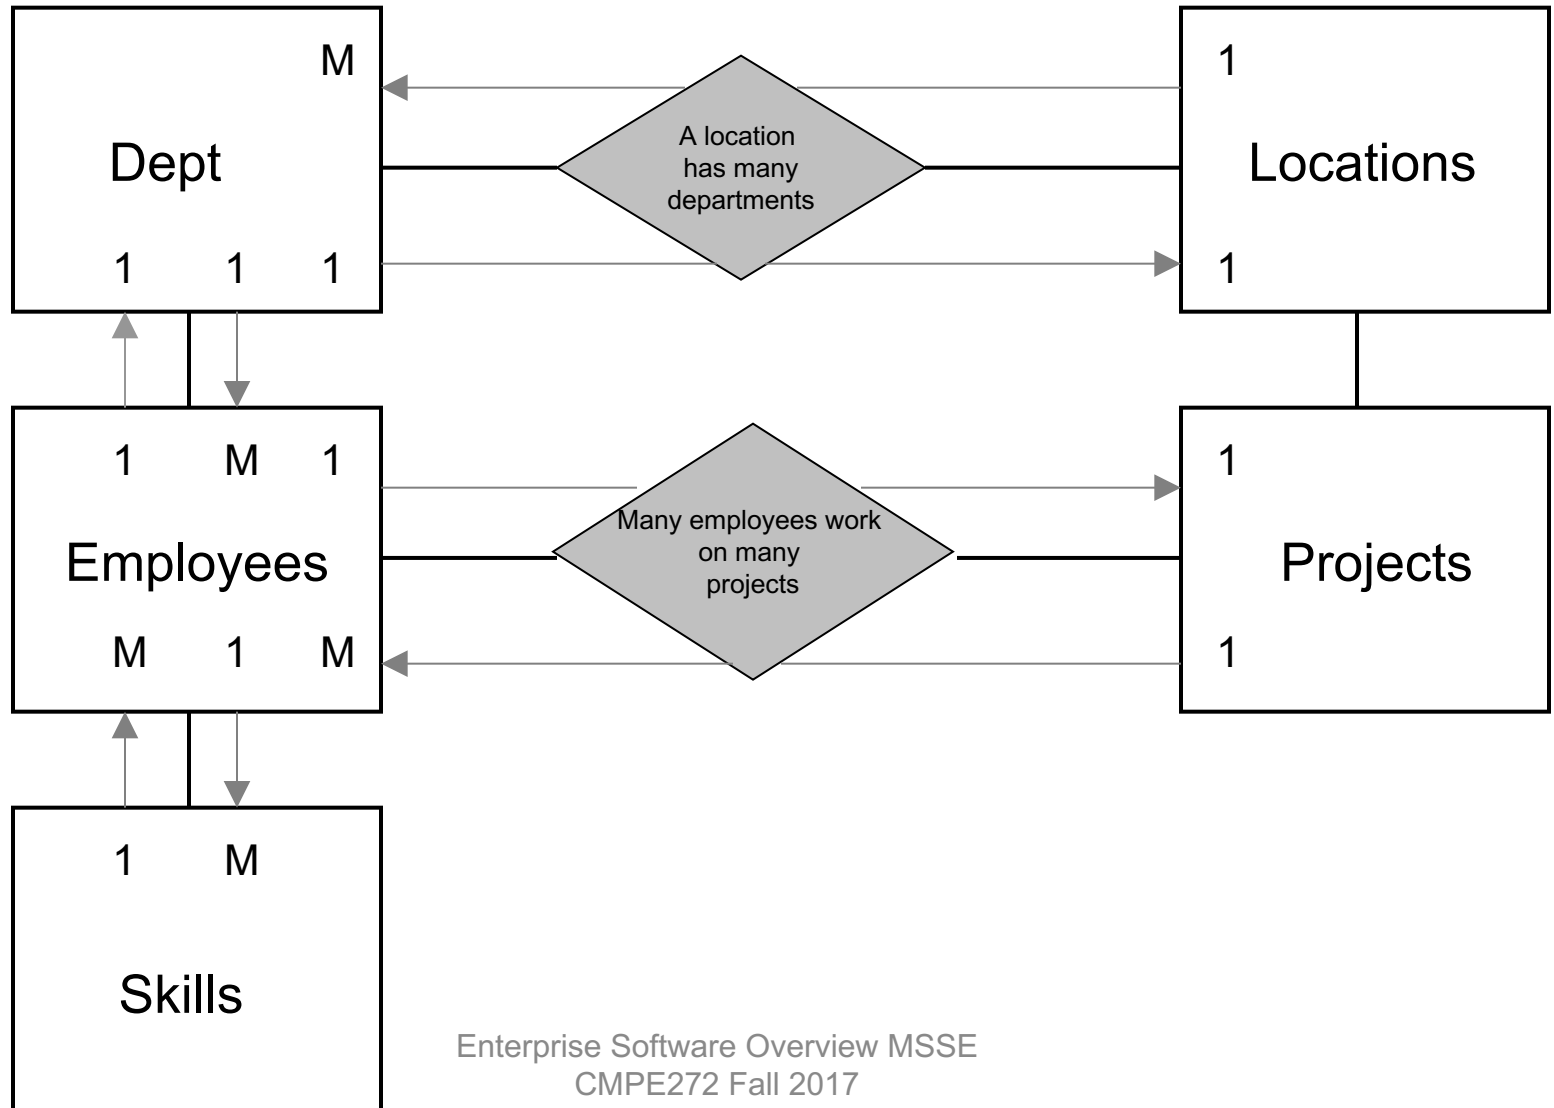 M
1
A location
has many
departments
Dept
Locations
1 1 1
1
1 M 1
1
Many employees work
on many
projects
Employees
Projects
M 1 M
1
1 M
Skills
Enterprise Software Overview MSSE
CMPE272 Fall 2017